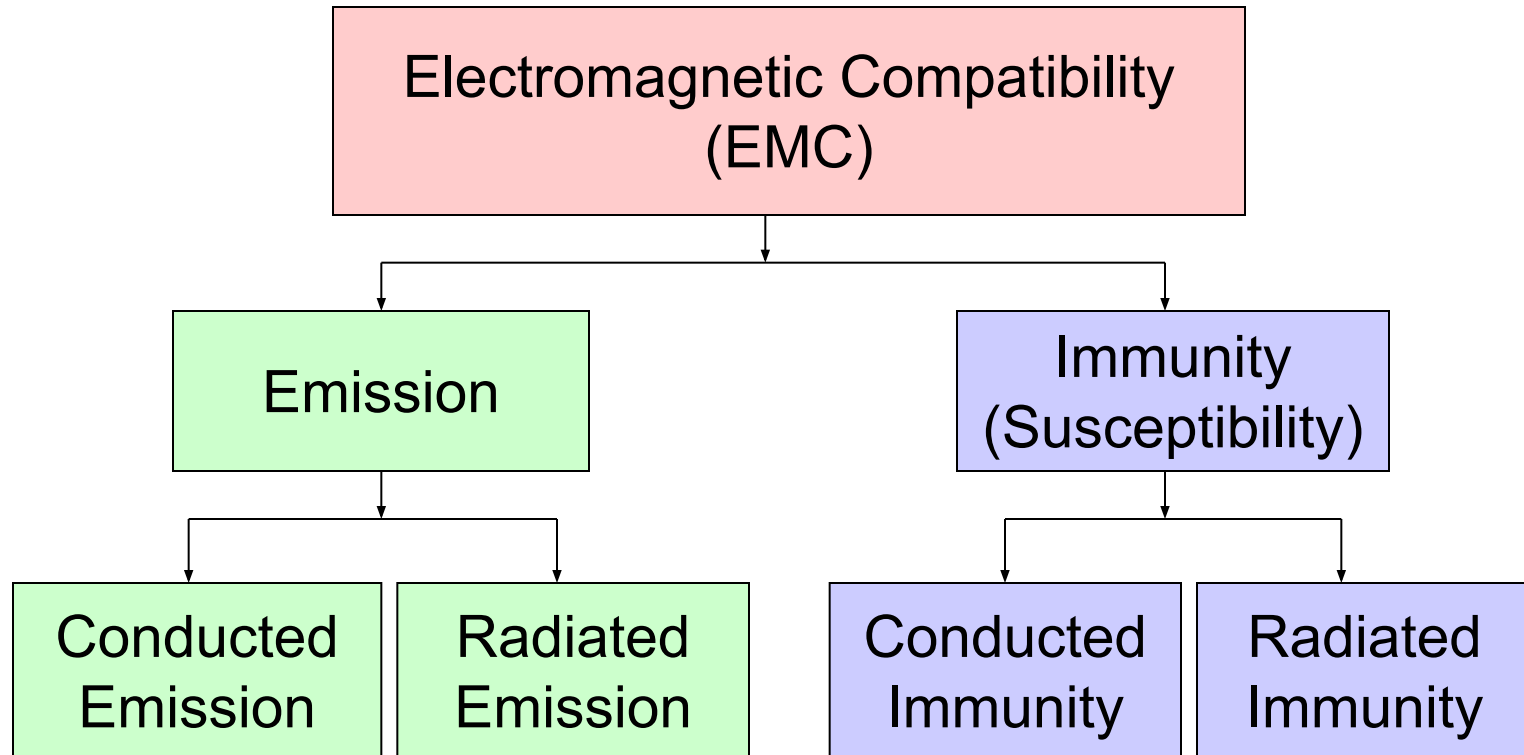 Electromagnetic Compatibility
(EMC)
Emission
Immunity
(Susceptibility)
Conducted
Emission
Radiated
Emission
Conducted
Immunity
Radiated
Immunity